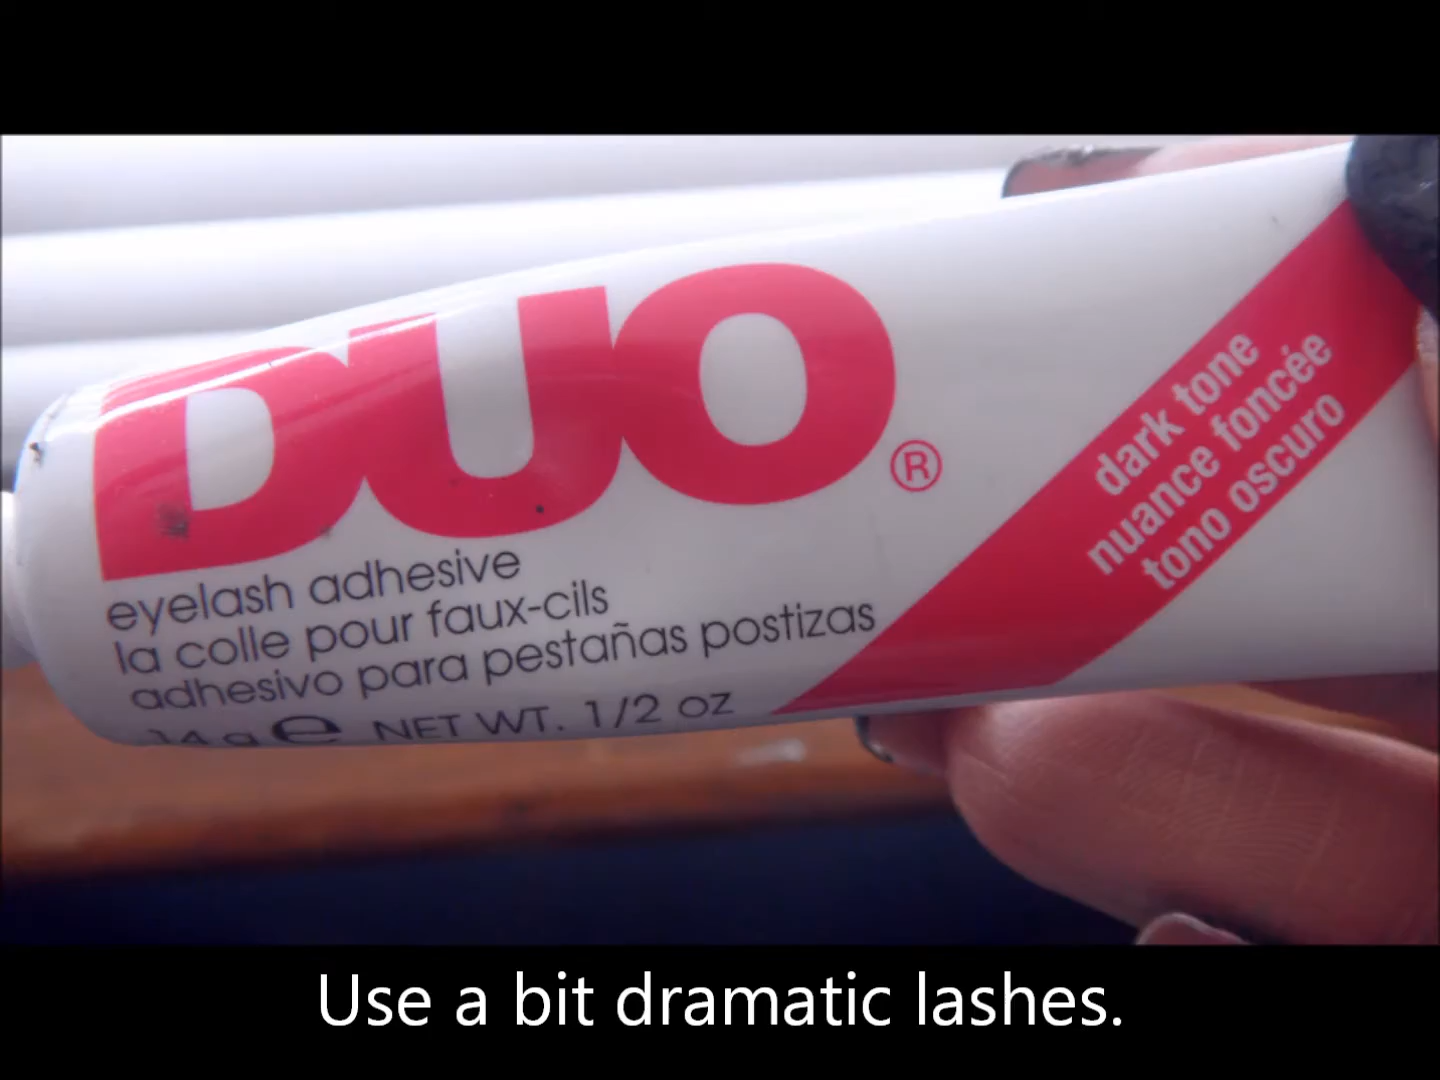 DUO®
eyelash adhesive
la colle pour faux-cils
adhesivo para pestañas postizas
14 g e NET WT. 1/2 oz
dark tone
nuance foncée
tono oscuro
Use a bit dramatic lashes.